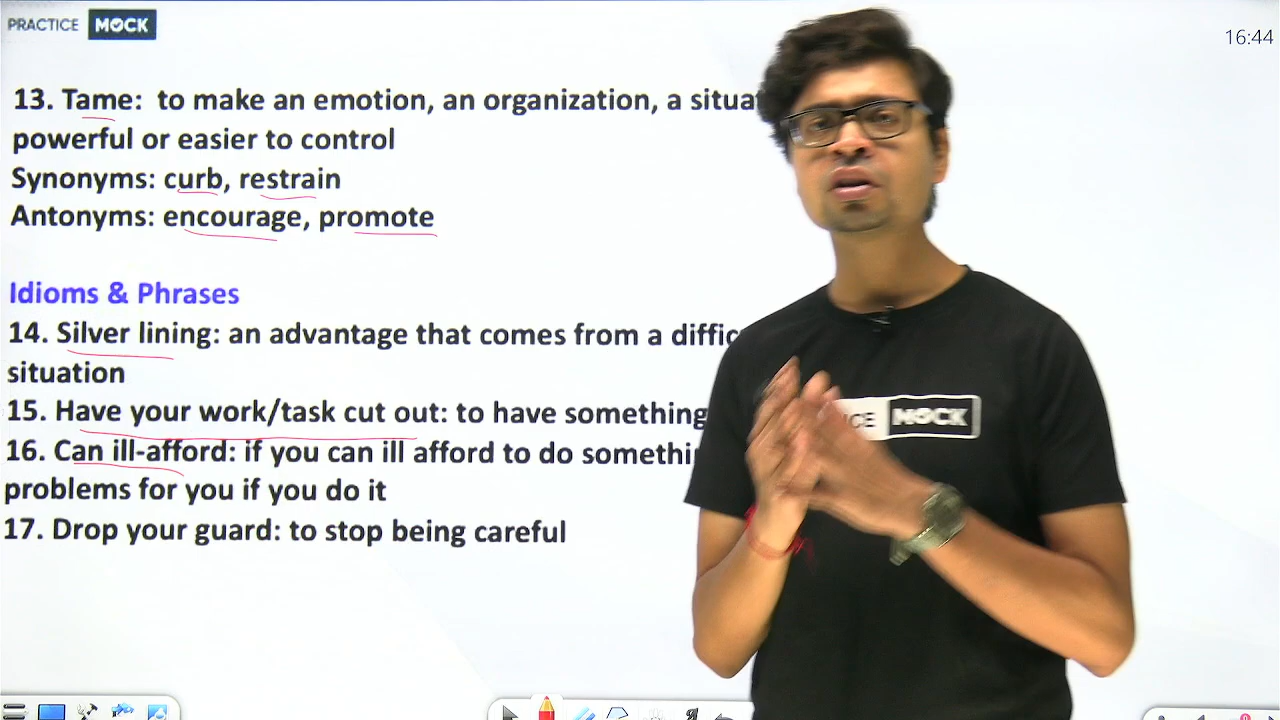 PRACTICE MOCK
16:44
13. Tame: to make an emotion, an organization, a
powerful or easier to control
Synonyms: curb, restrain
Antonyms: encourage, promote
Idioms & Phrases
14. Silver lining: an advantage that comes from a
situation
15. Have your work/task cut out: to have something
16. Can ill-afford: if you can ill afford to do
problems for you if you do it
17. Drop your guard: to stop being careful
MOCK